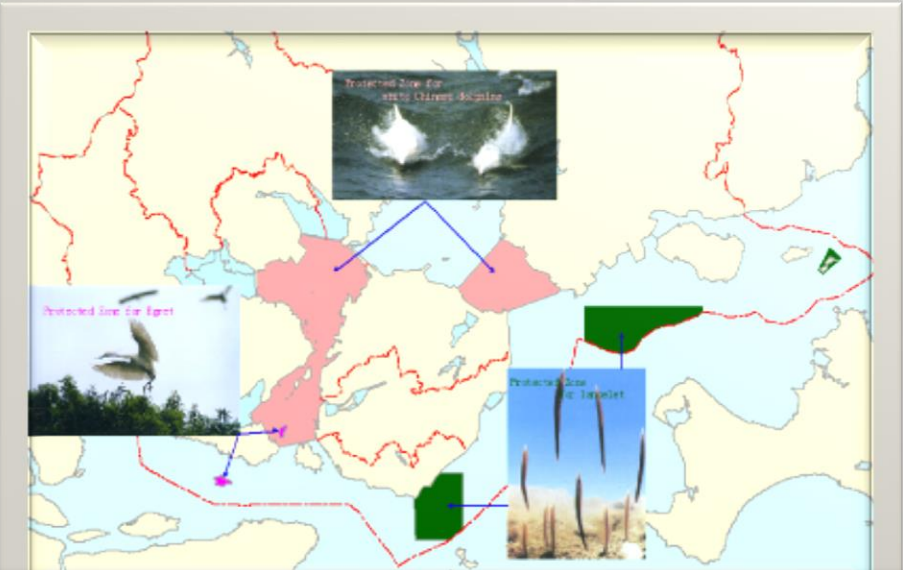 Protected Zone for
white Chinese dolphins
Protected Zone for Egret
Protected Zone
for lancelet